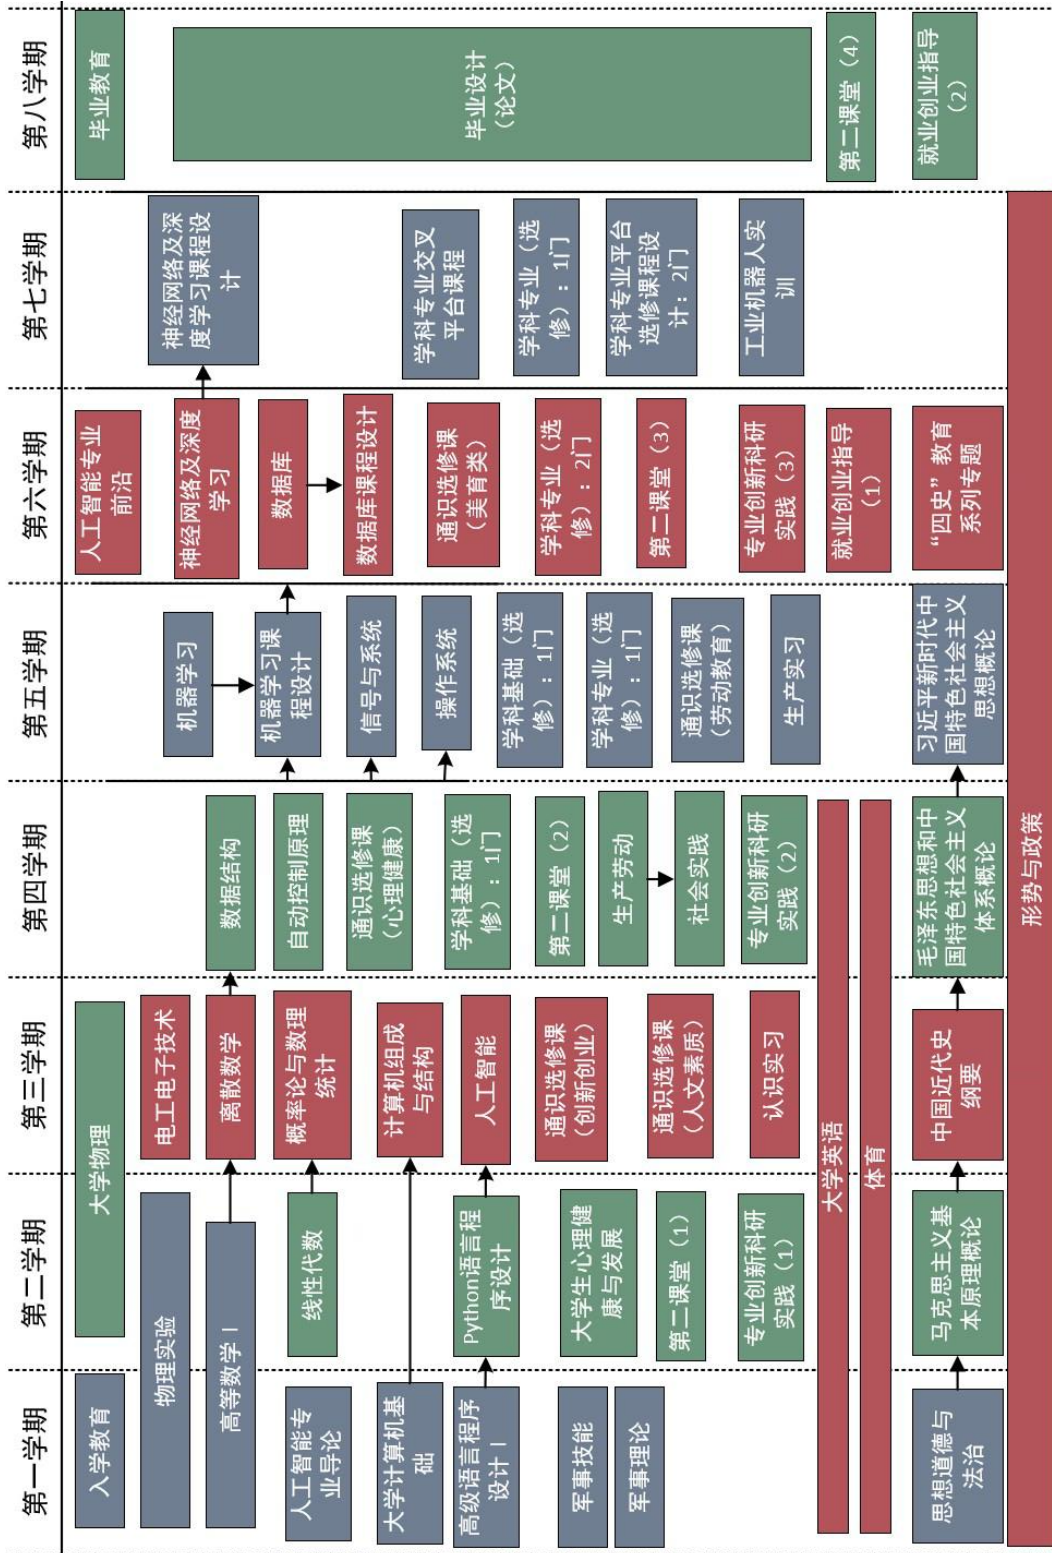 第一学期
第二学期
第三学期
第四学期
第五学期
第六学期
第七学期
第八学期
入学教育
物理实验
高等数学 I
人工智能专
业导论
大学计算机基
础
高级语言程序
设计 I
军事技能
军事理论
思想道德与
法治
大学物理
线性代数
Python语言程
序设计
大学生心理健
康与发展
第二课堂（1）
专业创新科研
实践（1）
马克思主义基
本原理概论
电工电子技术
离散数学
概率论与数理
统计
计算机组成
与结构
人工智能
通识选修课
（创新创业）
通识选修课
（人文素质）
认识实习
大学英语
体育
中国近代史
纲要
数据结构
自动控制原理
通识选修课
（心理健康）
学科基础（选
修）：1门
第二课堂（2）
生产劳动
社会实践
专业创新科研
实践（2）
毛泽东思想和中
国特色社会主义
体系概论
形势与政策
机器学习
机器学习课
程设计
信号与系统
操作系统
学科基础（选
修）：1门
学科专业（选
修）：1门
通识选修课
（劳动教育）
生产实习
习近平新时代中
国特色社会主义
思想概论
人工智能专业
前沿
神经网络及深度
学习
数据库
数据库课程设计
通识选修课
（美育类）
学科专业（选
修）：2门
第二课堂（3）
专业创新科研
实践（3）
就业创业指导
（1）
“四史”教育
系列专题
神经网络及深
度学习课程设
计
学科专业交叉
平台课程
学科专业（选
修）：1门
学科专业平台
选修课程设
计：2门
工业机器人实
训
毕业教育
毕业设计
（论文）
第二课堂（4）
就业创业指导
（2）